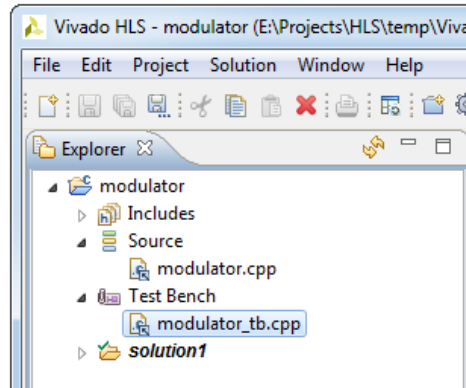 Vivado HLS - modulator (E:\Projects\HLS\temp\Viva
File Edit Project Solution Window Help
Explorer
modulator
Includes
Source
modulator.cpp
Test Bench
modulator_tb.cpp
solution1